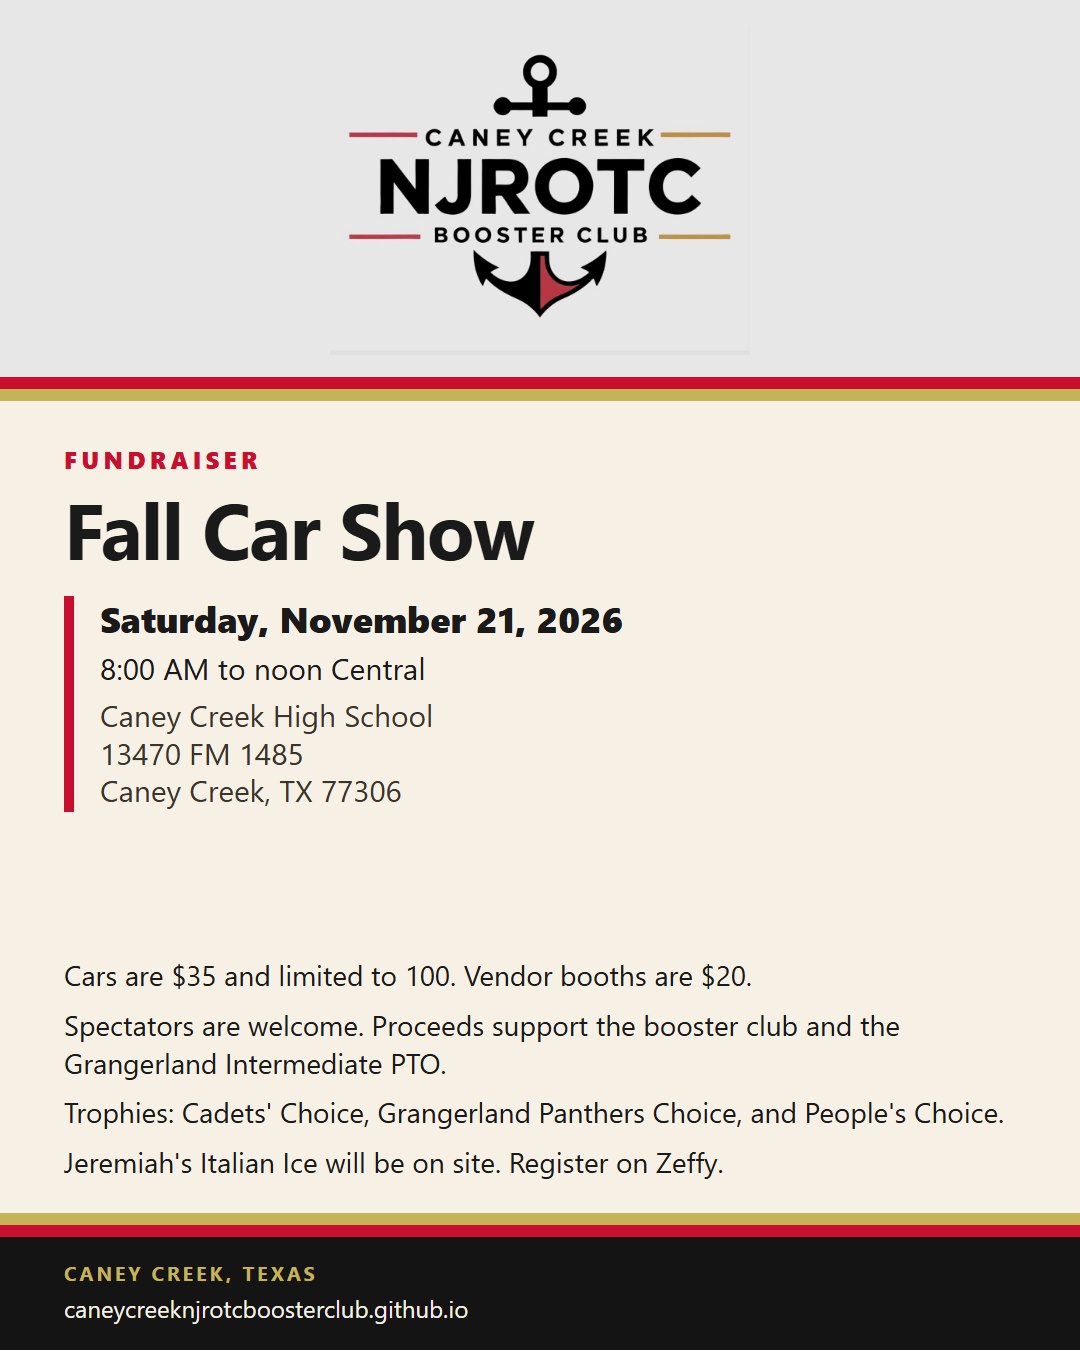 CANEY CREEK
NJROTC
BOOSTER CLUB
FUNDRAISER
Fall Car Show
Saturday, November 21, 2026
8:00 AM to noon Central
Caney Creek High School
13470 FM 1485
Caney Creek, TX 77306
Cars are $35 and limited to 100. Vendor booths are $20.
Spectators are welcome. Proceeds support the booster club and the
Grangerland Intermediate PTO.
Trophies: Cadets' Choice, Grangerland Panthers Choice, and People's Choice.
Jeremiah's Italian Ice will be on site. Register on Zeffy.
CANEY CREEK, TEXAS
caneycreeknjrotcboosterclub.github.io